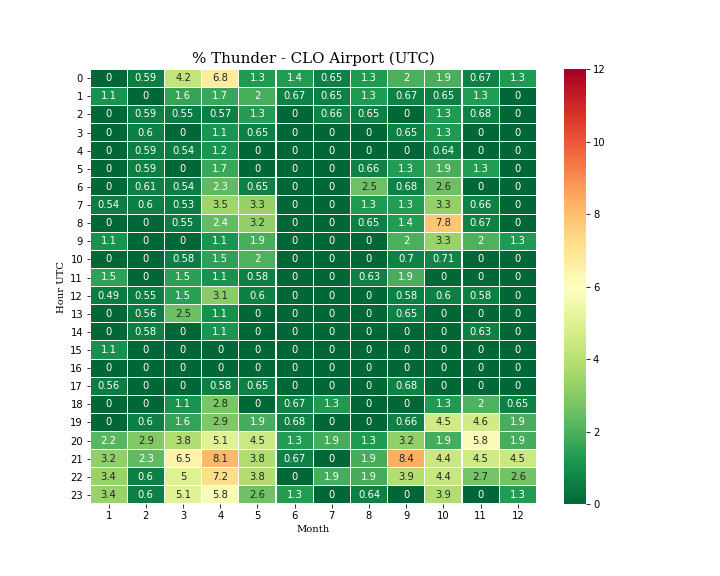 % Thunder - CLO Airport (UTC)
0 0 0.59 4.2 6.8 1.3 1.4 0.65 1.3 2 1.9 0.67 1.3
1 1.1 0 1.6 1.7 2 0.67 0.65 1.3 0.67 0.65 1.3 0
2 0 0.59 0.55 0.57 1.3 0 0.66 0.65 0 1.3 0.68 0
3 0 0.6 0 1.1 0.65 0 0 0 0.65 1.3 0 0
4 0 0.59 0.54 1.2 0 0 0 0 0 0.64 0 0
5 0 0.59 0 1.7 0 0 0 0.66 1.3 1.9 1.3 0
6 0 0.61 0.54 2.3 0.65 0 0 2.5 0.68 2.6 0 0
7 0.54 0.6 0.53 3.5 3.3 0 0 1.3 1.3 3.3 0.66 0
8 0 0 0.55 2.4 3.2 0 0 0.65 1.4 7.8 0.67 0
9 1.1 0 0 1.1 1.9 0 0 0 2 3.3 2 1.3
10 0 0 0.58 1.5 2 0 0 0 0.7 0.71 0 0
11 1.5 0 1.5 1.1 0.58 0 0 0.63 1.9 0 0 0
12 0.49 0.55 1.5 3.1 0.6 0 0 0 0.58 0.6 0.58 0
13 0 0.56 2.5 1.1 0 0 0 0 0.65 0 0 0
14 0 0.58 0 1.1 0 0 0 0 0 0 0.63 0
15 1.1 0 0 0 0 0 0 0 0 0 0 0
16 0 0 0 0 0 0 0 0 0 0 0 0
17 0.56 0 0 0.58 0.65 0 0 0 0.68 0 0 0
18 0 0 1.1 2.8 0 0.67 1.3 0 0 1.3 2 0.65
19 0 0.6 1.6 2.9 1.9 0.68 0 0 0.66 4.5 4.6 1.9
20 2.2 2.9 3.8 5.1 4.5 1.3 1.9 1.3 3.2 1.9 5.8 1.9
21 3.2 2.3 6.5 8.1 3.8 0.67 0 1.9 8.4 4.4 4.5 4.5
22 3.4 0.6 5 7.2 3.8 0 1.9 1.9 3.9 4.4 2.7 2.6
23 3.4 0.6 5.1 5.8 2.6 1.3 0 0.64 0 3.9 0 1.3
1 2 3 4 5 6 7 8 9 10 11 12
Month
Hour UTC
12
10
8
6
4
2
0